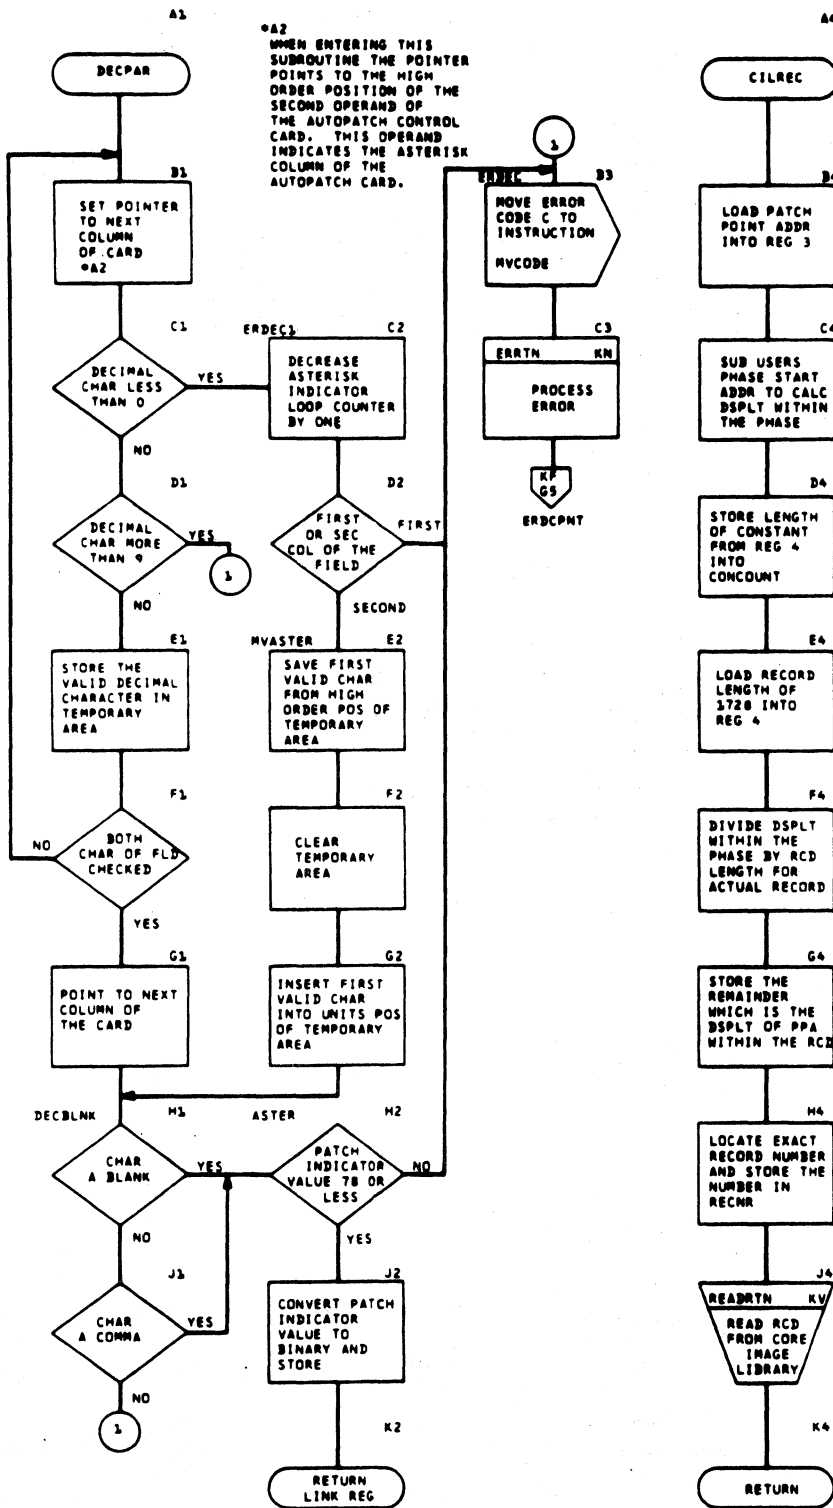 A1
DECPAR
*A2
WHEN ENTERING THIS
SUBROUTINE THE POINTER
POINTS TO THE HIGH
ORDER POSITION OF THE
SECOND OPERAND OF
THE AUTOPATCH CONTROL
CARD. THIS OPERAND
INDICATES THE ASTERISK
COLUMN OF THE
AUTOPATCH CARD.
B1
SET POINTER
TO NEXT
COLUMN
OF CARD
*A2
C1
DECIMAL
CHAR LESS
THAN 0
YES
NO
D1
DECIMAL
CHAR MORE
THAN 9
YES
1
NO
E1
STORE THE
VALID DECIMAL
CHARACTER IN
TEMPORARY
AREA
F1
BOTH
CHAR OF FLD
CHECKED
NO
YES
G1
POINT TO NEXT
COLUMN OF
THE CARD
DECBLNK
H1
CHAR
A BLANK
YES
NO
J1
CHAR
A COMMA
YES
NO
1
ERDEC1
C2
DECREASE
ASTERISK
INDICATOR
LOOP COUNTER
BY ONE
D2
FIRST
OR SEC
COL OF THE
FIELD
FIRST
SECOND
MVASTER
E2
SAVE FIRST
VALID CHAR
FROM HIGH
ORDER POS OF
TEMPORARY
AREA
F2
CLEAR
TEMPORARY
AREA
G2
INSERT FIRST
VALID CHAR
INTO UNITS POS
OF TEMPORARY
AREA
ASTER
H2
PATCH
INDICATOR
VALUE 78 OR
LESS
NO
YES
J2
CONVERT PATCH
INDICATOR
VALUE TO
BINARY AND
STORE
K2
RETURN
LINK REG
1
ERDEC
B3
MOVE ERROR
CODE C TO
INSTRUCTION
MVCODE
C3
ERRTN KN
PROCESS
ERROR
KF
G5
ERDCPNT
A4
CILREC
B4
LOAD PATCH
POINT ADDR
INTO REG 3
C4
SUB USERS
PHASE START
ADDR TO CALC
DSPLT WITHIN
THE PHASE
D4
STORE LENGTH
OF CONSTANT
FROM REG 4
INTO
CONCOUNT
E4
LOAD RECORD
LENGTH OF
1728 INTO
REG 4
F4
DIVIDE DSPLT
WITHIN THE
PHASE BY RCD
LENGTH FOR
ACTUAL RECORD
G4
STORE THE
REMAINDER
WHICH IS THE
DSPLT OF PPA
WITHIN THE RCD
H4
LOCATE EXACT
RECORD NUMBER
AND STORE THE
NUMBER IN
RECNR
J4
READRTN KV
READ RCD
FROM CORE
IMAGE
LIBRARY
K4
RETURN